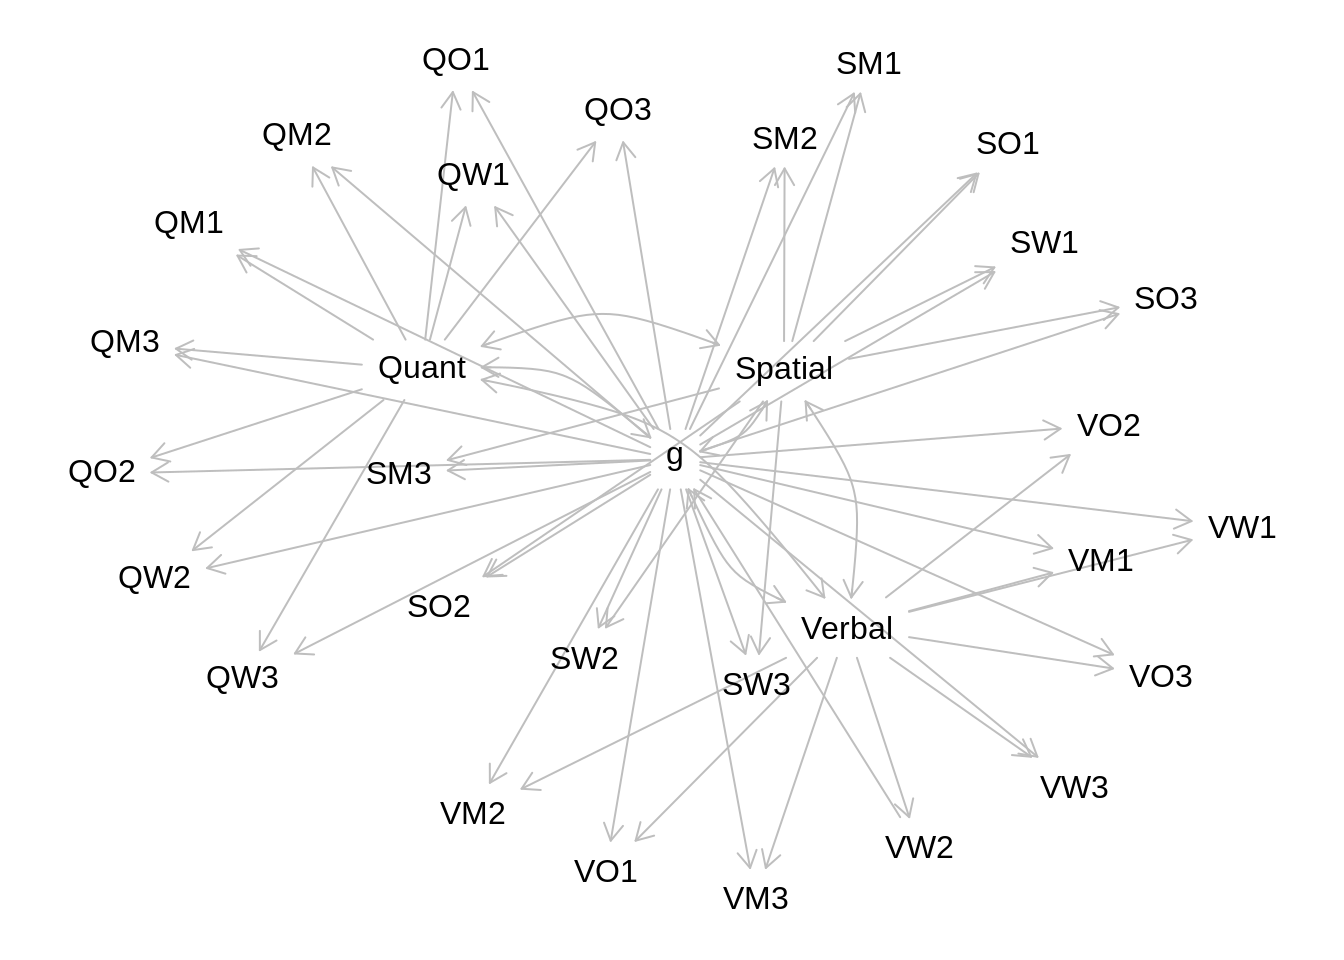 QO1
SM1
QO3
QM2
SM2
SO1
QW1
QM1
SW1
SO3
QM3
Quant
Spatial
VO2
g
QO2
SM3
VW1
VM1
QW2
SO2
Verbal
SW2
QW3
VO3
SW3
VW3
VM2
VW2
VO1
VM3